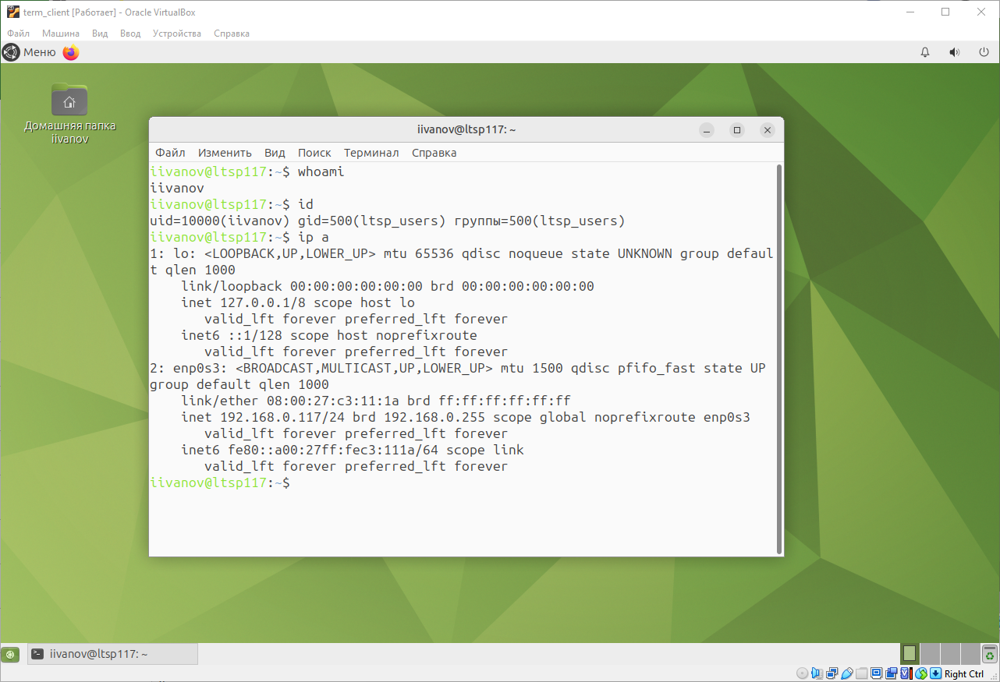 term_client [Работает] - Oracle VirtualBox
Файл Машина Вид Ввод Устройства Справка
Меню
Домашняя папка
iivanov
iivanov@ltsp117: ~
Файл Изменить Вид Поиск Терминал Справка
iivanov@ltsp117:~$ whoami
iivanov
iivanov@ltsp117:~$ id
uid=10000(iivanov) gid=500(ltsp_users) группы=500(ltsp_users)
iivanov@ltsp117:~$ ip a
1: lo: <LOOPBACK,UP,LOWER_UP> mtu 65536 qdisc noqueue state UNKNOWN group defaul
t qlen 1000
    link/loopback 00:00:00:00:00:00 brd 00:00:00:00:00:00
    inet 127.0.0.1/8 scope host lo
       valid_lft forever preferred_lft forever
    inet6 ::1/128 scope host noprefixroute
       valid_lft forever preferred_lft forever
2: enp0s3: <BROADCAST,MULTICAST,UP,LOWER_UP> mtu 1500 qdisc pfifo_fast state UP
group default qlen 1000
    link/ether 08:00:27:c3:11:1a brd ff:ff:ff:ff:ff:ff
    inet 192.168.0.117/24 brd 192.168.0.255 scope global noprefixroute enp0s3
       valid_lft forever preferred_lft forever
    inet6 fe80::a00:27ff:fec3:111a/64 scope link
       valid_lft forever preferred_lft forever
iivanov@ltsp117:~$
iivanov@ltsp117: ~
Right Ctrl